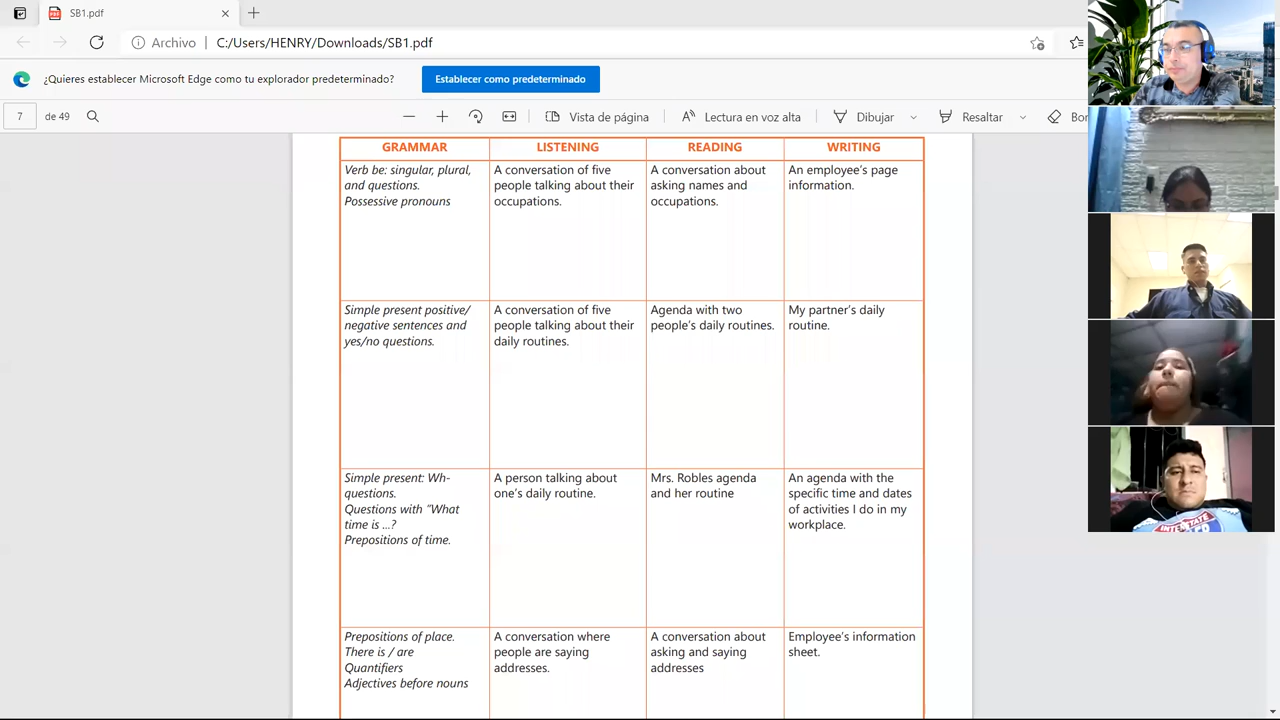 SB1.pdf
Archivo
C:/Users/HENRY/Downloads/SB1.pdf
¿Quieres establecer Microsoft Edge como tu explorador predeterminado?
Establecer como predeterminado
7
de 49
Vista de página
Lectura en voz alta
Dibujar
Resaltar
Bor
GRAMMAR
LISTENING
READING
WRITING
Verb be: singular, plural,
and questions.
Possessive pronouns
A conversation of five
people talking about their
occupations.
A conversation about
asking names and
occupations.
An employee's page
information.
Simple present positive/
negative sentences and
yes/no questions.
A conversation of five
people talking about their
daily routines.
Agenda with two
people's daily routines.
My partner's daily
routine.
Simple present: Wh-
questions.
Questions with "What
time is ...?
Prepositions of time.
A person talking about
one's daily routine.
Mrs. Robles agenda
and her routine
An agenda with the
specific time and dates
of activities I do in my
workplace.
Prepositions of place.
There is / are
Quantifiers
Adjectives before nouns
A conversation where
people are saying
addresses.
A conversation about
asking and saying
addresses
Employee's information
sheet.
INTERSTATE